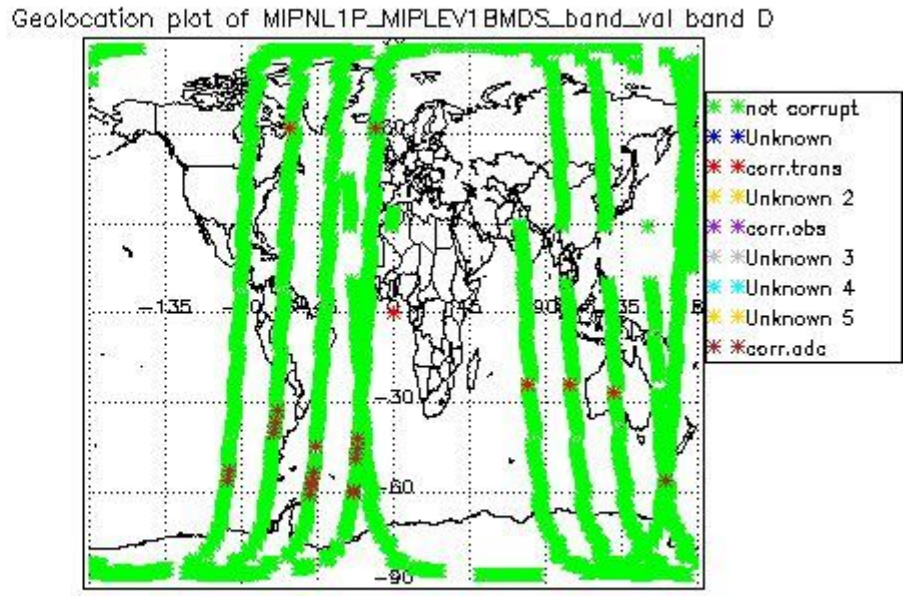 Geolocation plot of MIPNL1P_MIPLEV1BMDS_band_val band D
not corrupt
Unknown
corr.trans
Unknown 2
corr.obs
Unknown 3
Unknown 4
Unknown 5
corr.adc
-135
45
-30
-60
-90